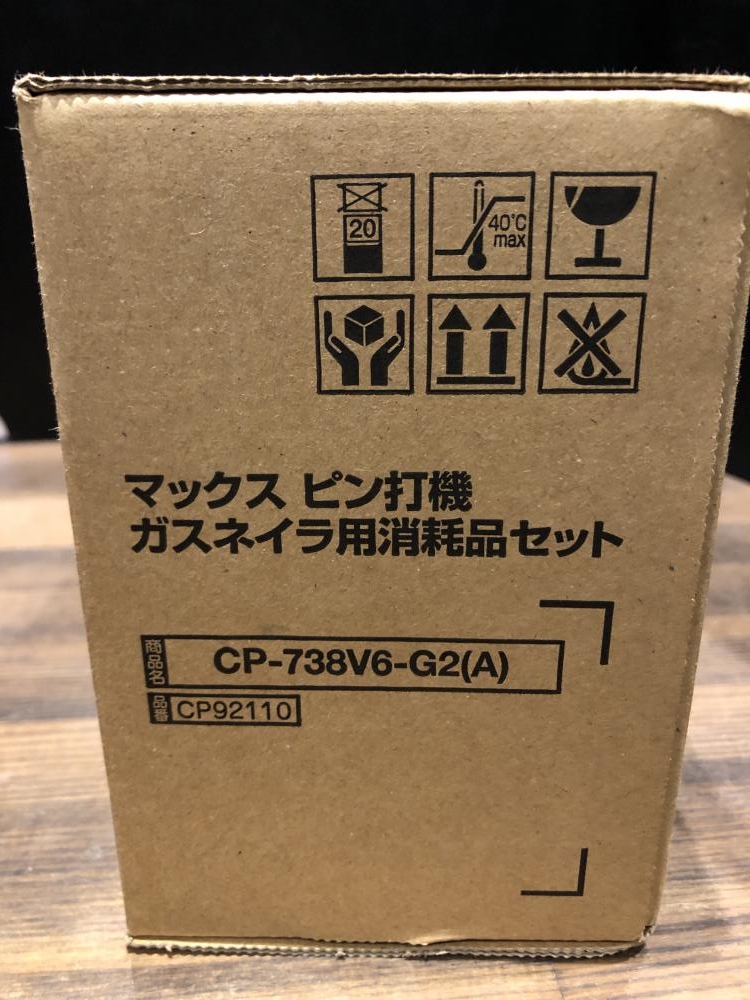 20
40℃
max
マックス ピン打機
ガスネイラ用消耗品セット
商品名 CP-738V6-G2(A)
品番 CP92110